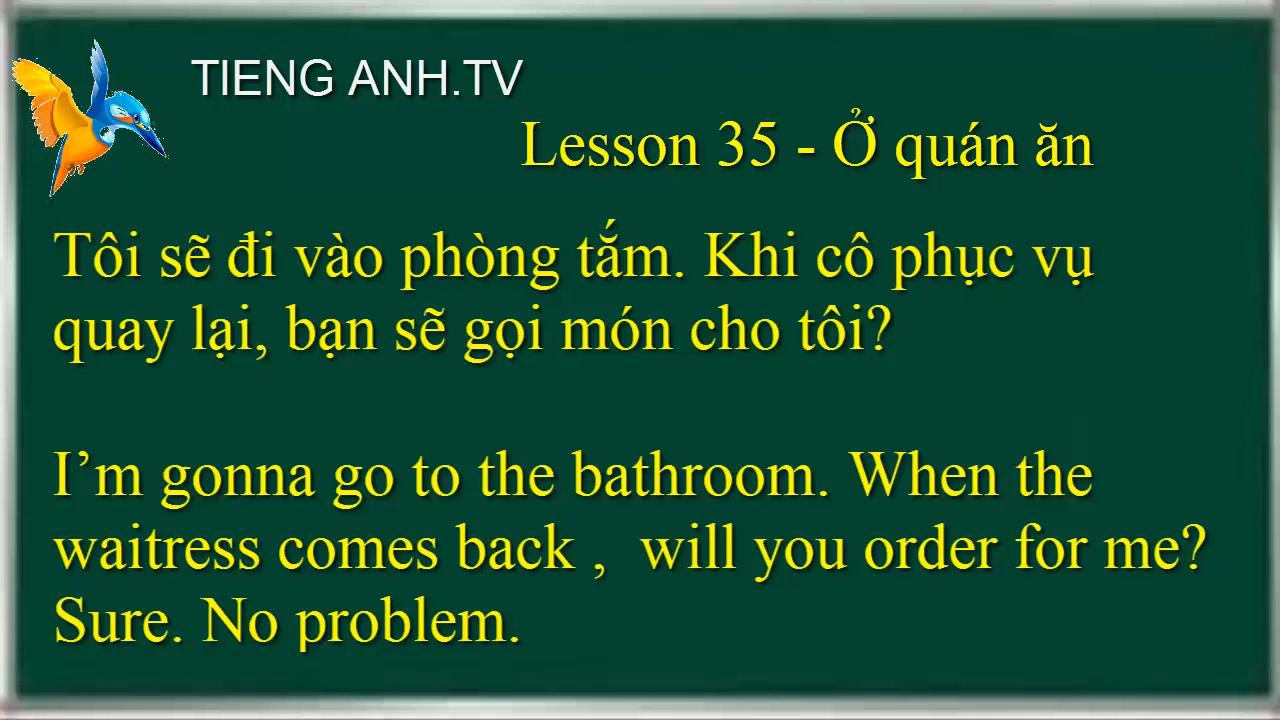 TIENG ANH.TV
Lesson 35 - Ở quán ăn
Tôi sẽ đi vào phòng tắm. Khi cô phục vụ
quay lại, bạn sẽ gọi món cho tôi?
I’m gonna go to the bathroom. When the
waitress comes back ,  will you order for me?
Sure. No problem.